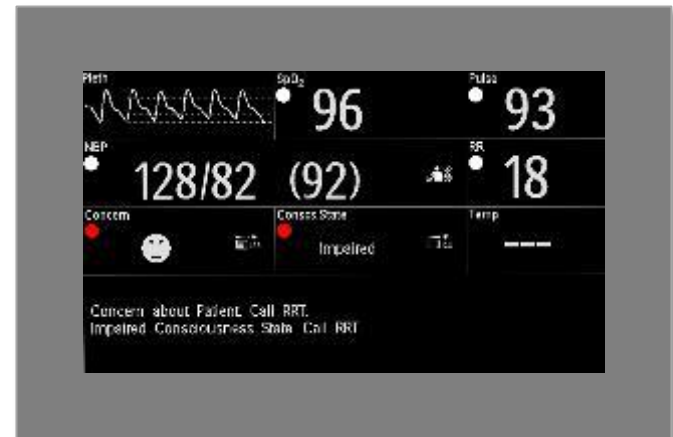 Pleth SpO₂ Pulse
96 93
NBP RR
128/82 (92) 18
Concern Conscs State Temp
Impaired ---
Concern about Patient. Call RRT.
Impaired Consciousness State Call RRT